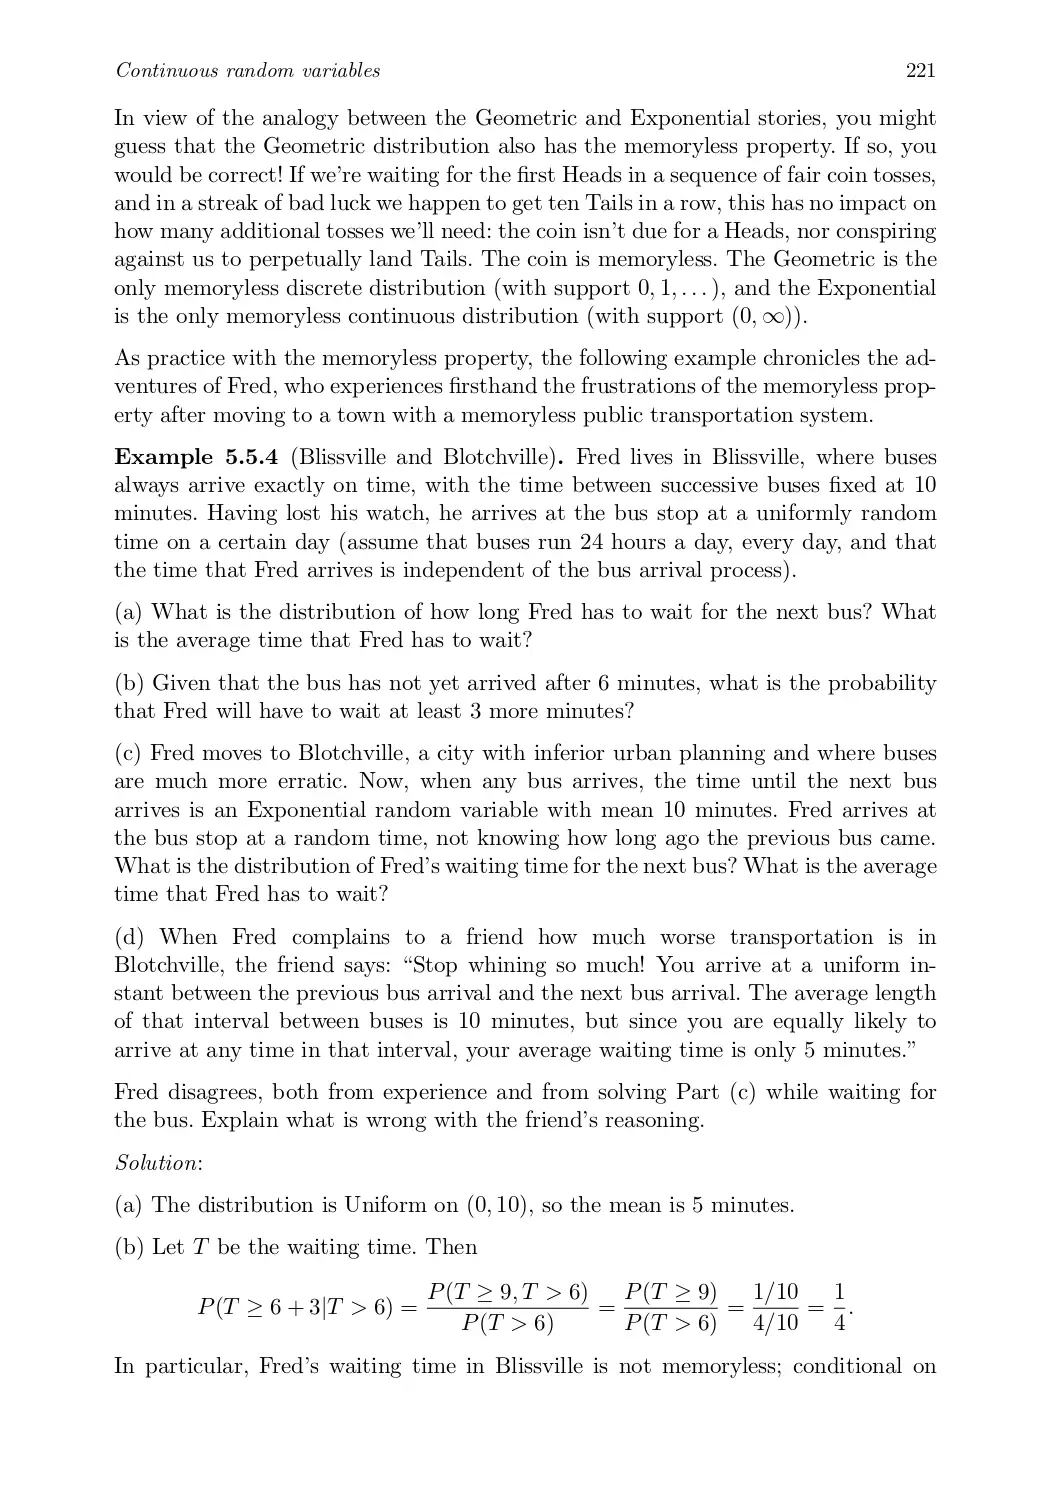 Continuous random variables 221
In view of the analogy between the Geometric and Exponential stories, you might
guess that the Geometric distribution also has the memoryless property. If so, you
would be correct! If we're waiting for the first Heads in a sequence of fair coin tosses,
and in a streak of bad luck we happen to get ten Tails in a row, this has no impact on
how many additional tosses we'll need: the coin isn't due for a Heads, nor conspiring
against us to perpetually land Tails. The coin is memoryless. The Geometric is the
only memoryless discrete distribution (with support 0, 1, . . . ), and the Exponential
is the only memoryless continuous distribution (with support (0, ∞)).
As practice with the memoryless property, the following example chronicles the ad-
ventures of Fred, who experiences firsthand the frustrations of the memoryless prop-
erty after moving to a town with a memoryless public transportation system.
Example 5.5.4 (Blissville and Blotchville). Fred lives in Blissville, where buses
always arrive exactly on time, with the time between successive buses fixed at 10
minutes. Having lost his watch, he arrives at the bus stop at a uniformly random
time on a certain day (assume that buses run 24 hours a day, every day, and that
the time that Fred arrives is independent of the bus arrival process).
(a) What is the distribution of how long Fred has to wait for the next bus? What
is the average time that Fred has to wait?
(b) Given that the bus has not yet arrived after 6 minutes, what is the probability
that Fred will have to wait at least 3 more minutes?
(c) Fred moves to Blotchville, a city with inferior urban planning and where buses
are much more erratic. Now, when any bus arrives, the time until the next bus
arrives is an Exponential random variable with mean 10 minutes. Fred arrives at
the bus stop at a random time, not knowing how long ago the previous bus came.
What is the distribution of Fred's waiting time for the next bus? What is the average
time that Fred has to wait?
(d) When Fred complains to a friend how much worse transportation is in
Blotchville, the friend says: “Stop whining so much! You arrive at a uniform in-
stant between the previous bus arrival and the next bus arrival. The average length
of that interval between buses is 10 minutes, but since you are equally likely to
arrive at any time in that interval, your average waiting time is only 5 minutes.”
Fred disagrees, both from experience and from solving Part (c) while waiting for
the bus. Explain what is wrong with the friend's reasoning.
Solution:
(a) The distribution is Uniform on (0, 10), so the mean is 5 minutes.
(b) Let T be the waiting time. Then
P(T ≥ 6 + 3|T > 6) = P(T ≥ 9, T > 6) / P(T > 6) = P(T ≥ 9) / P(T > 6) = 1/10 / 4/10 = 1/4.
In particular, Fred's waiting time in Blissville is not memoryless; conditional on